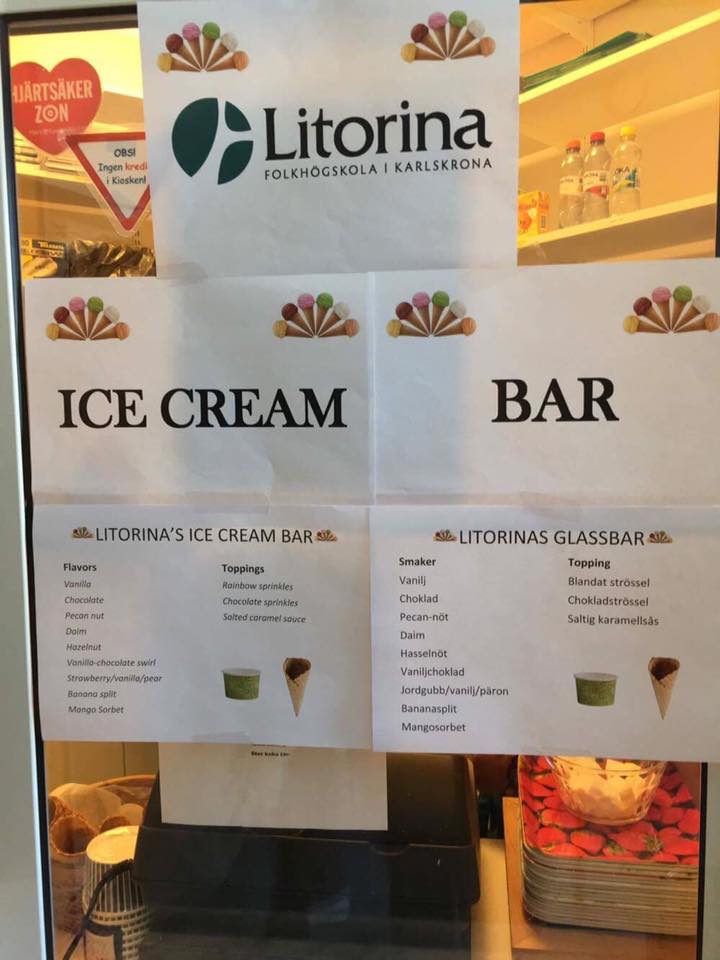 HJÄRTSÄKER
ZON
OBS!
Ingen kredit
i Kiosken!
Litorina
FOLKHÖGSKOLA I KARLSKRONA
ICE CREAM
BAR
LITORINA'S ICE CREAM BAR
Flavors
Vanilla
Chocolate
Pecan nut
Daim
Hazelnut
Vanilla-chocolate swirl
Strawberry/vanilla/pear
Banana split
Mango Sorbet
Toppings
Rainbow sprinkles
Chocolate sprinkles
Salted caramel sauce
LITORINAS GLASSBAR
Smaker
Vanilj
Choklad
Pecan-nöt
Daim
Hasselnöt
Vaniljchoklad
Jordgubb/vanilj/päron
Bananasplit
Mangosorbet
Topping
Blandat strössel
Chokladströssel
Saltig karamellsås